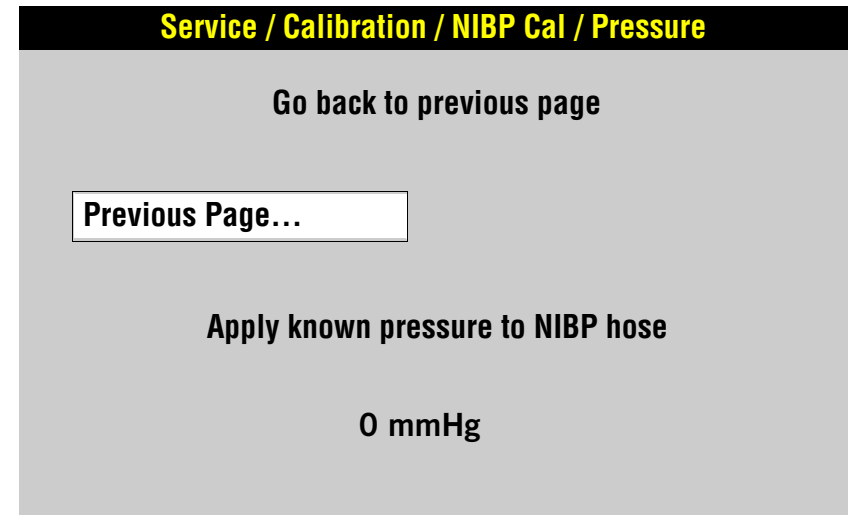 Service / Calibration / NIBP Cal / Pressure
Go back to previous page
Previous Page...
Apply known pressure to NIBP hose
0 mmHg